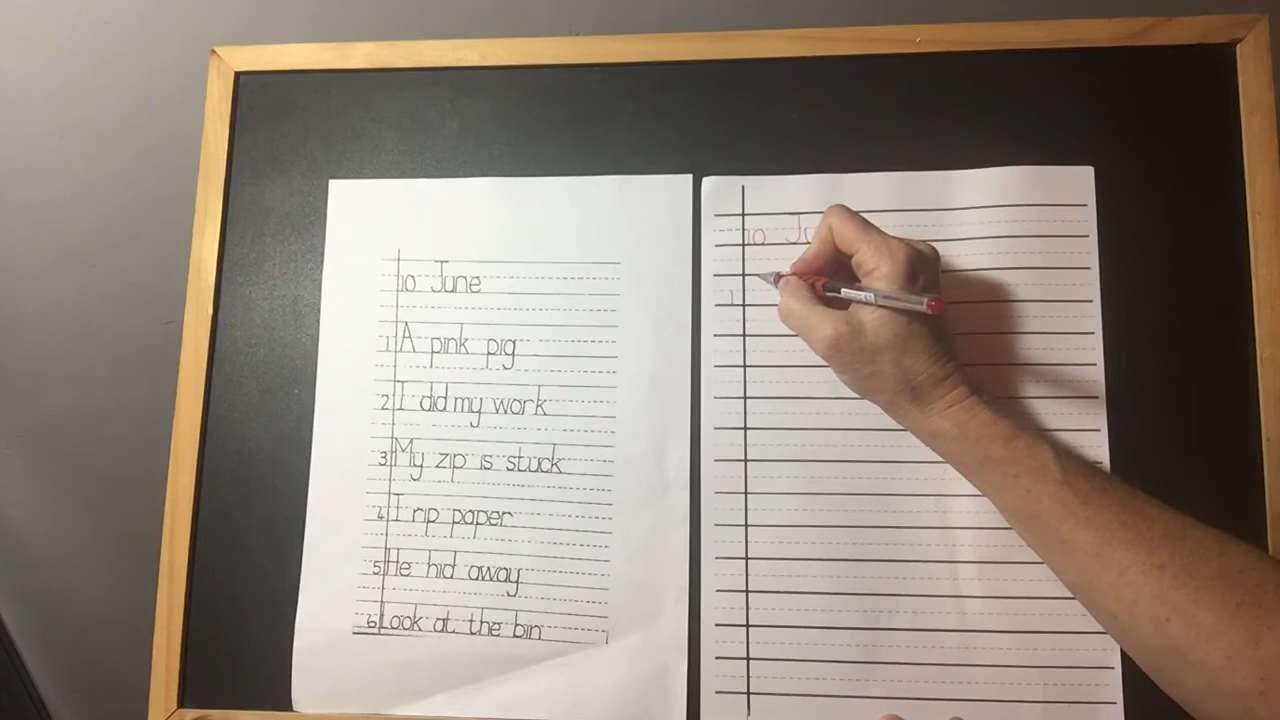 10 June
1 A pink pig
2 I did my work
3 My zip is stuck
4 I rip paper
5 He hid away
6 Look at the bin
10 Ju
1